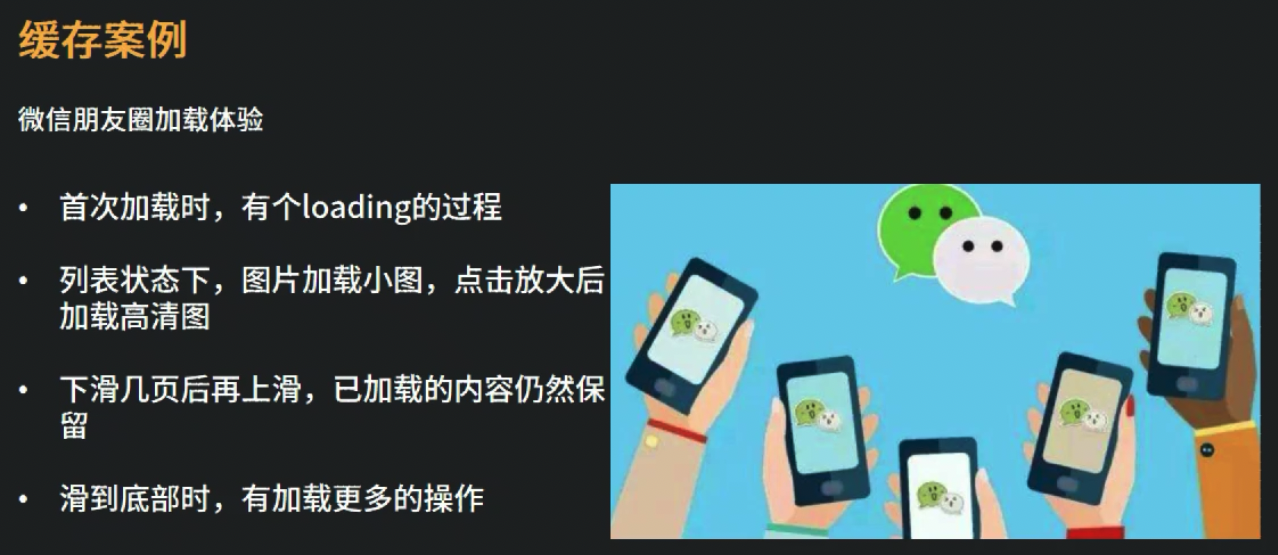 缓存案例
微信朋友圈加载体验
• 首次加载时，有个loading的过程
• 列表状态下，图片加载小图，点击放大后
加载高清图
• 下滑几页后再上滑，已加载的内容仍然保
留
• 滑到底部时，有加载更多的操作